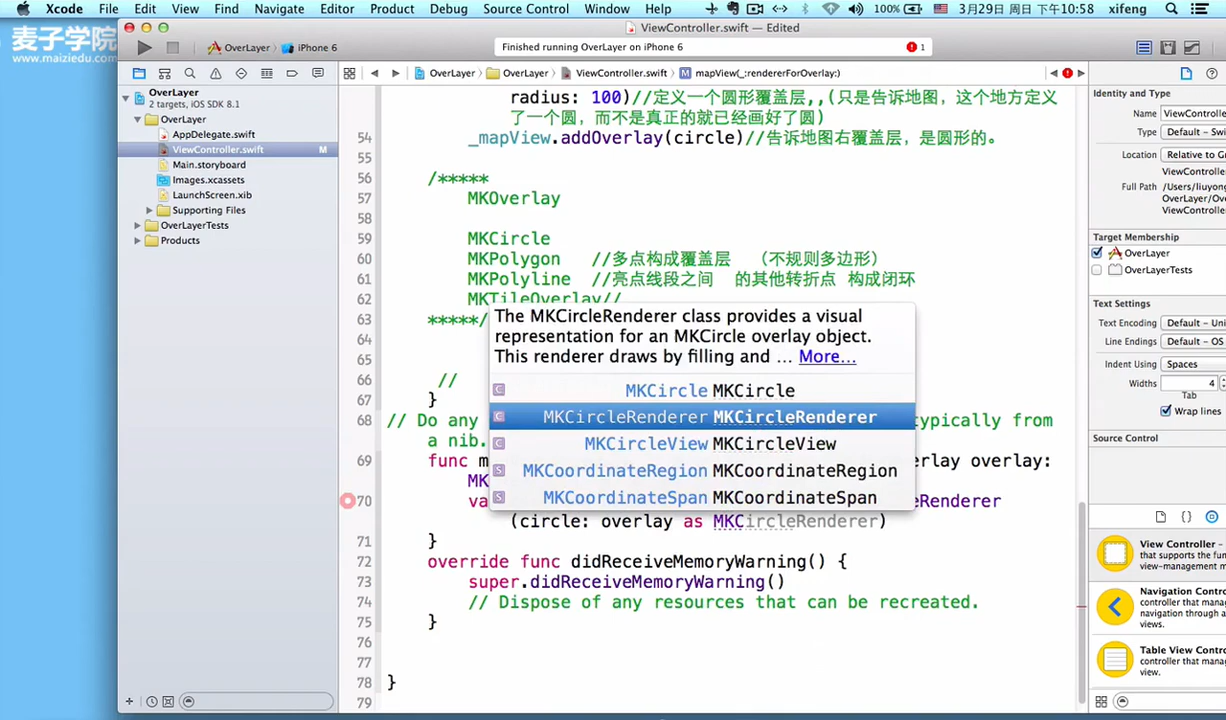 Xcode File Edit View Find Navigate Editor Product Debug Source Control Window Help 100% 3月29日 周日 下午10:58 xifeng
麦子学院
www.maiziedu.com
ViewController.swift — Edited
OverLayer iPhone 6
Finished running OverLayer on iPhone 6
1
OverLayer OverLayer ViewController.swift mapView(_:rendererForOverlay:)
OverLayer
2 targets, iOS SDK 8.1
OverLayer
AppDelegate.swift
ViewController.swift M
Main.storyboard
Images.xcassets
LaunchScreen.xib
Supporting Files
OverLayerTests
Products
radius: 100)//定义一个圆形覆盖层,,(只是告诉地图，这个地方定义
了一个圆，而不是真正的就已经画好了圆)
54 _mapView.addOverlay(circle)//告诉地图右覆盖层，是圆形的。
55
56 /*****
57 MKOverlay
58
59 MKCircle
60 MKPolygon //多点构成覆盖层 （不规则多边形）
61 MKPolyline //亮点线段之间 的其他转折点 构成闭环
62 MKTileOverlay//
63 *****/
64
65
66 //
67 }
68 // Do any typically from
a nib.
69 func m erlay overlay:
MK
70 va eRenderer
(circle: overlay as MKCircleRenderer)
71 }
72 override func didReceiveMemoryWarning() {
73 super.didReceiveMemoryWarning()
74 // Dispose of any resources that can be recreated.
75 }
76
77
78 }
79
The MKCircleRenderer class provides a visual
representation for an MKCircle overlay object.
This renderer draws by filling and ... More...
MKCircle MKCircle
MKCircleRenderer MKCircleRenderer
MKCircleView MKCircleView
MKCoordinateRegion MKCoordinateRegion
MKCoordinateSpan MKCoordinateSpan
Identity and Type
Name ViewController
Type Default - Swi
Location Relative to Gr
ViewController
Full Path /Users/liuyong
OverLayer/Ov
ViewController
Target Membership
OverLayer
OverLayerTests
Text Settings
Text Encoding Default - Uni
Line Endings Default - OS
Indent Using Spaces
Widths 4
Tab
Wrap lines
Source Control
View Controller –
that supports the fun
view-management m
Navigation Contr
controller that manag
navigation through a
views.
Table View Contr
controller that manag
view.